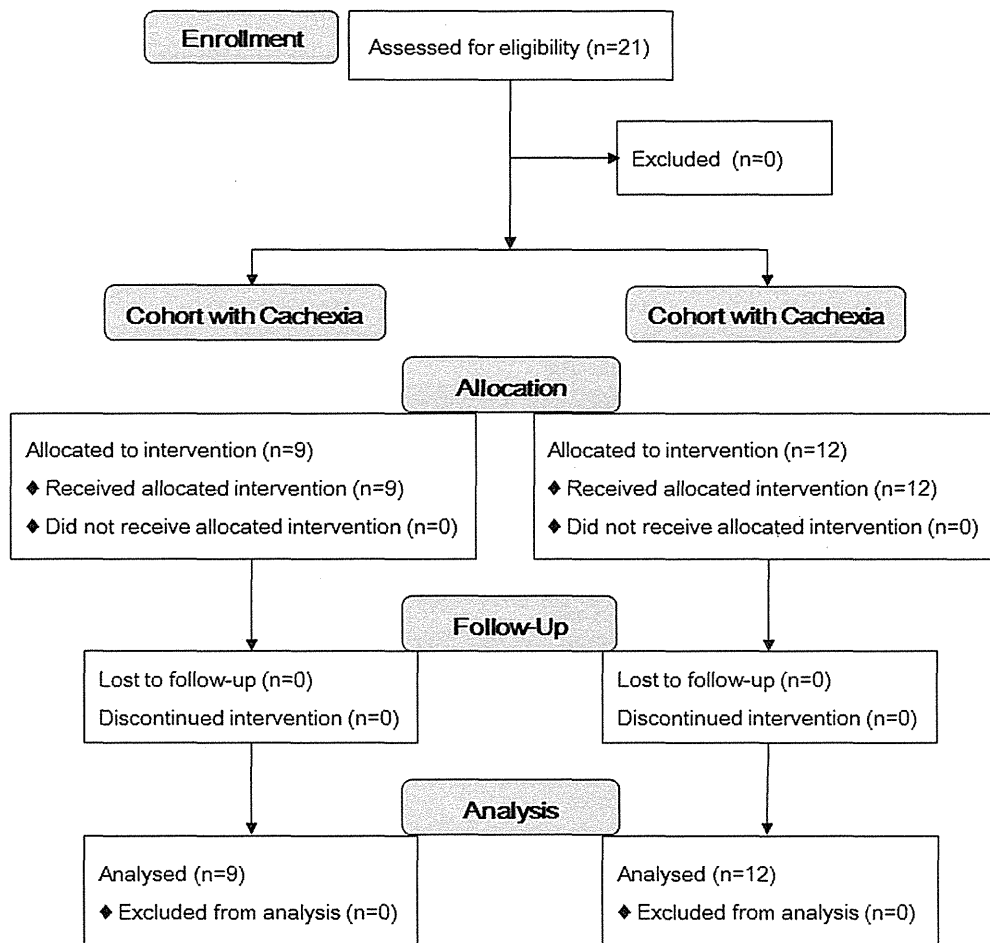 Enrollment
Assessed for eligibility (n=21)
Excluded (n=0)
Cohort with Cachexia
Cohort with Cachexia
Allocation
Allocated to intervention (n=9)
♦ Received allocated intervention (n=9)
♦ Did not receive allocated intervention (n=0)
Allocated to intervention (n=12)
♦ Received allocated intervention (n=12)
♦ Did not receive allocated intervention (n=0)
Follow-Up
Lost to follow-up (n=0)
Discontinued intervention (n=0)
Lost to follow-up (n=0)
Discontinued intervention (n=0)
Analysis
Analysed (n=9)
♦ Excluded from analysis (n=0)
Analysed (n=12)
♦ Excluded from analysis (n=0)